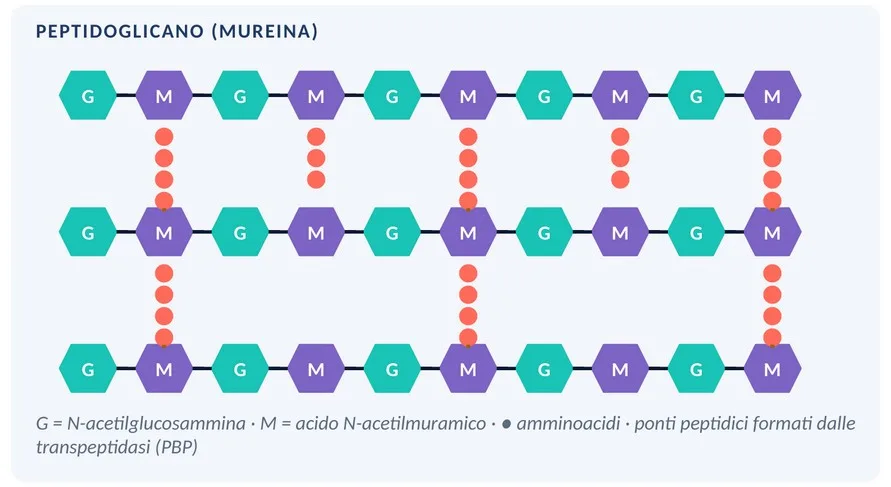 PEPTIDOGLICANO (MUREINA)
G M G M G M G M G M
G M G M G M G M G M
G M G M G M G M G M
G = N-acetilglucosammina · M = acido N-acetilmuramico · ● amminoacidi · ponti peptidici formati dalle
transpeptidasi (PBP)